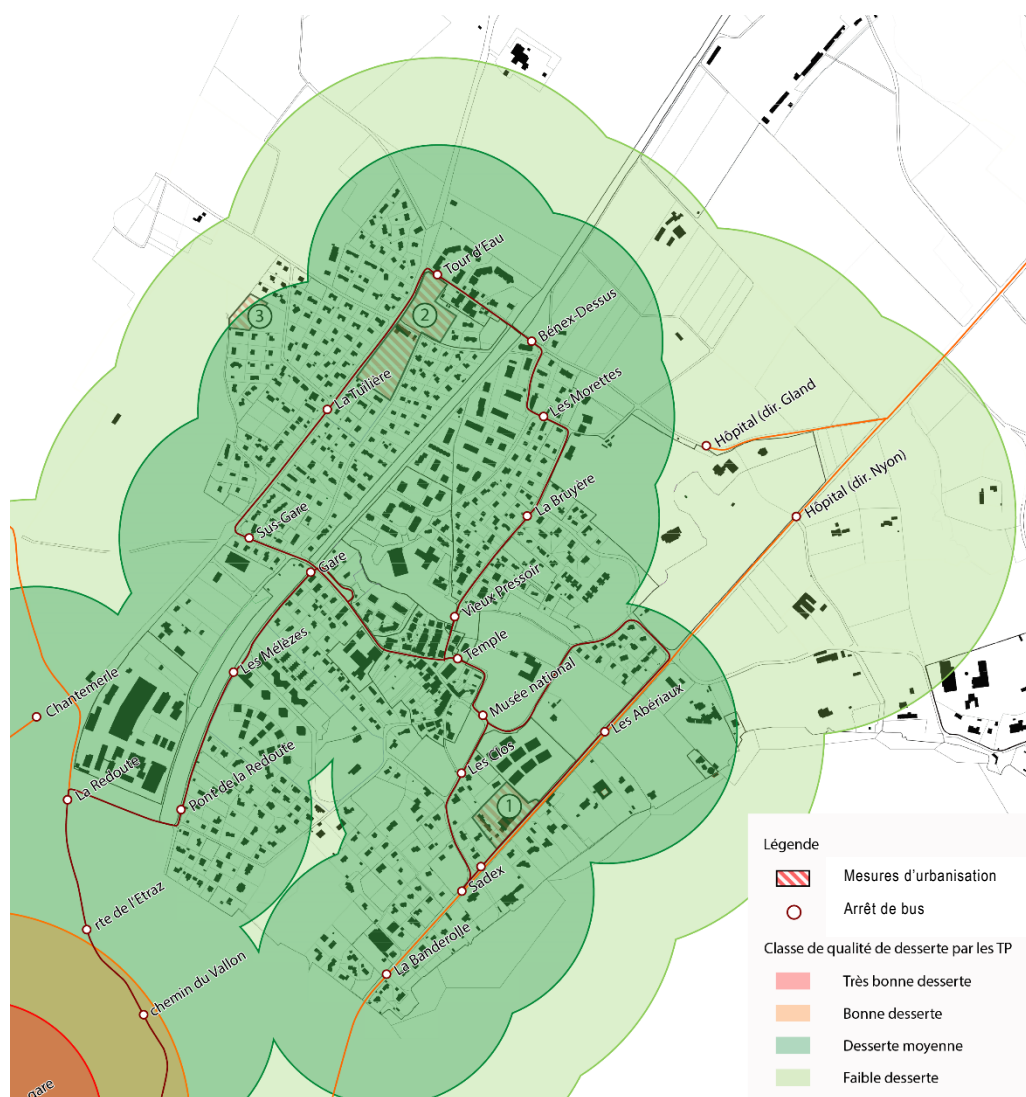 Tour d'Eau
3
2
Bénex-Dessus
La Tuilière
Les Morettes
Hôpital (dir. Gland
Hôpital (dir. Nyon)
La Bruyère
Sus-Gare
Gare
Vieux Pressoir
Temple
Les Mélèzes
Musée national
Chantemerle
Les Abériaux
La Redoute
Pont de la Redoute
Les Clos
1
Sadex
rte de l'Etraz
La Banderolle
chemin du Vallon
gare
Légende
Mesures d'urbanisation
Arrêt de bus
Classe de qualité de desserte par les TP
Très bonne desserte
Bonne desserte
Desserte moyenne
Faible desserte